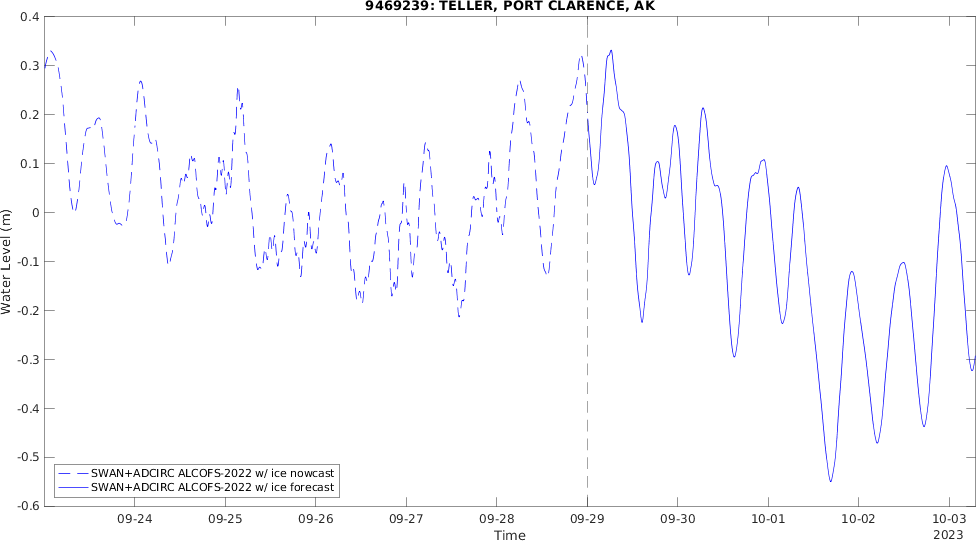 9469239: TELLER, PORT CLARENCE, AK
0.4
0.3
0.2
0.1
0
-0.1
-0.2
-0.3
-0.4
-0.5
-0.6
Water Level (m)
SWAN+ADCIRC ALCOFS-2022 w/ ice nowcast
SWAN+ADCIRC ALCOFS-2022 w/ ice forecast
09-24 09-25 09-26 09-27 09-28 09-29 09-30 10-01 10-02 10-03
Time
2023